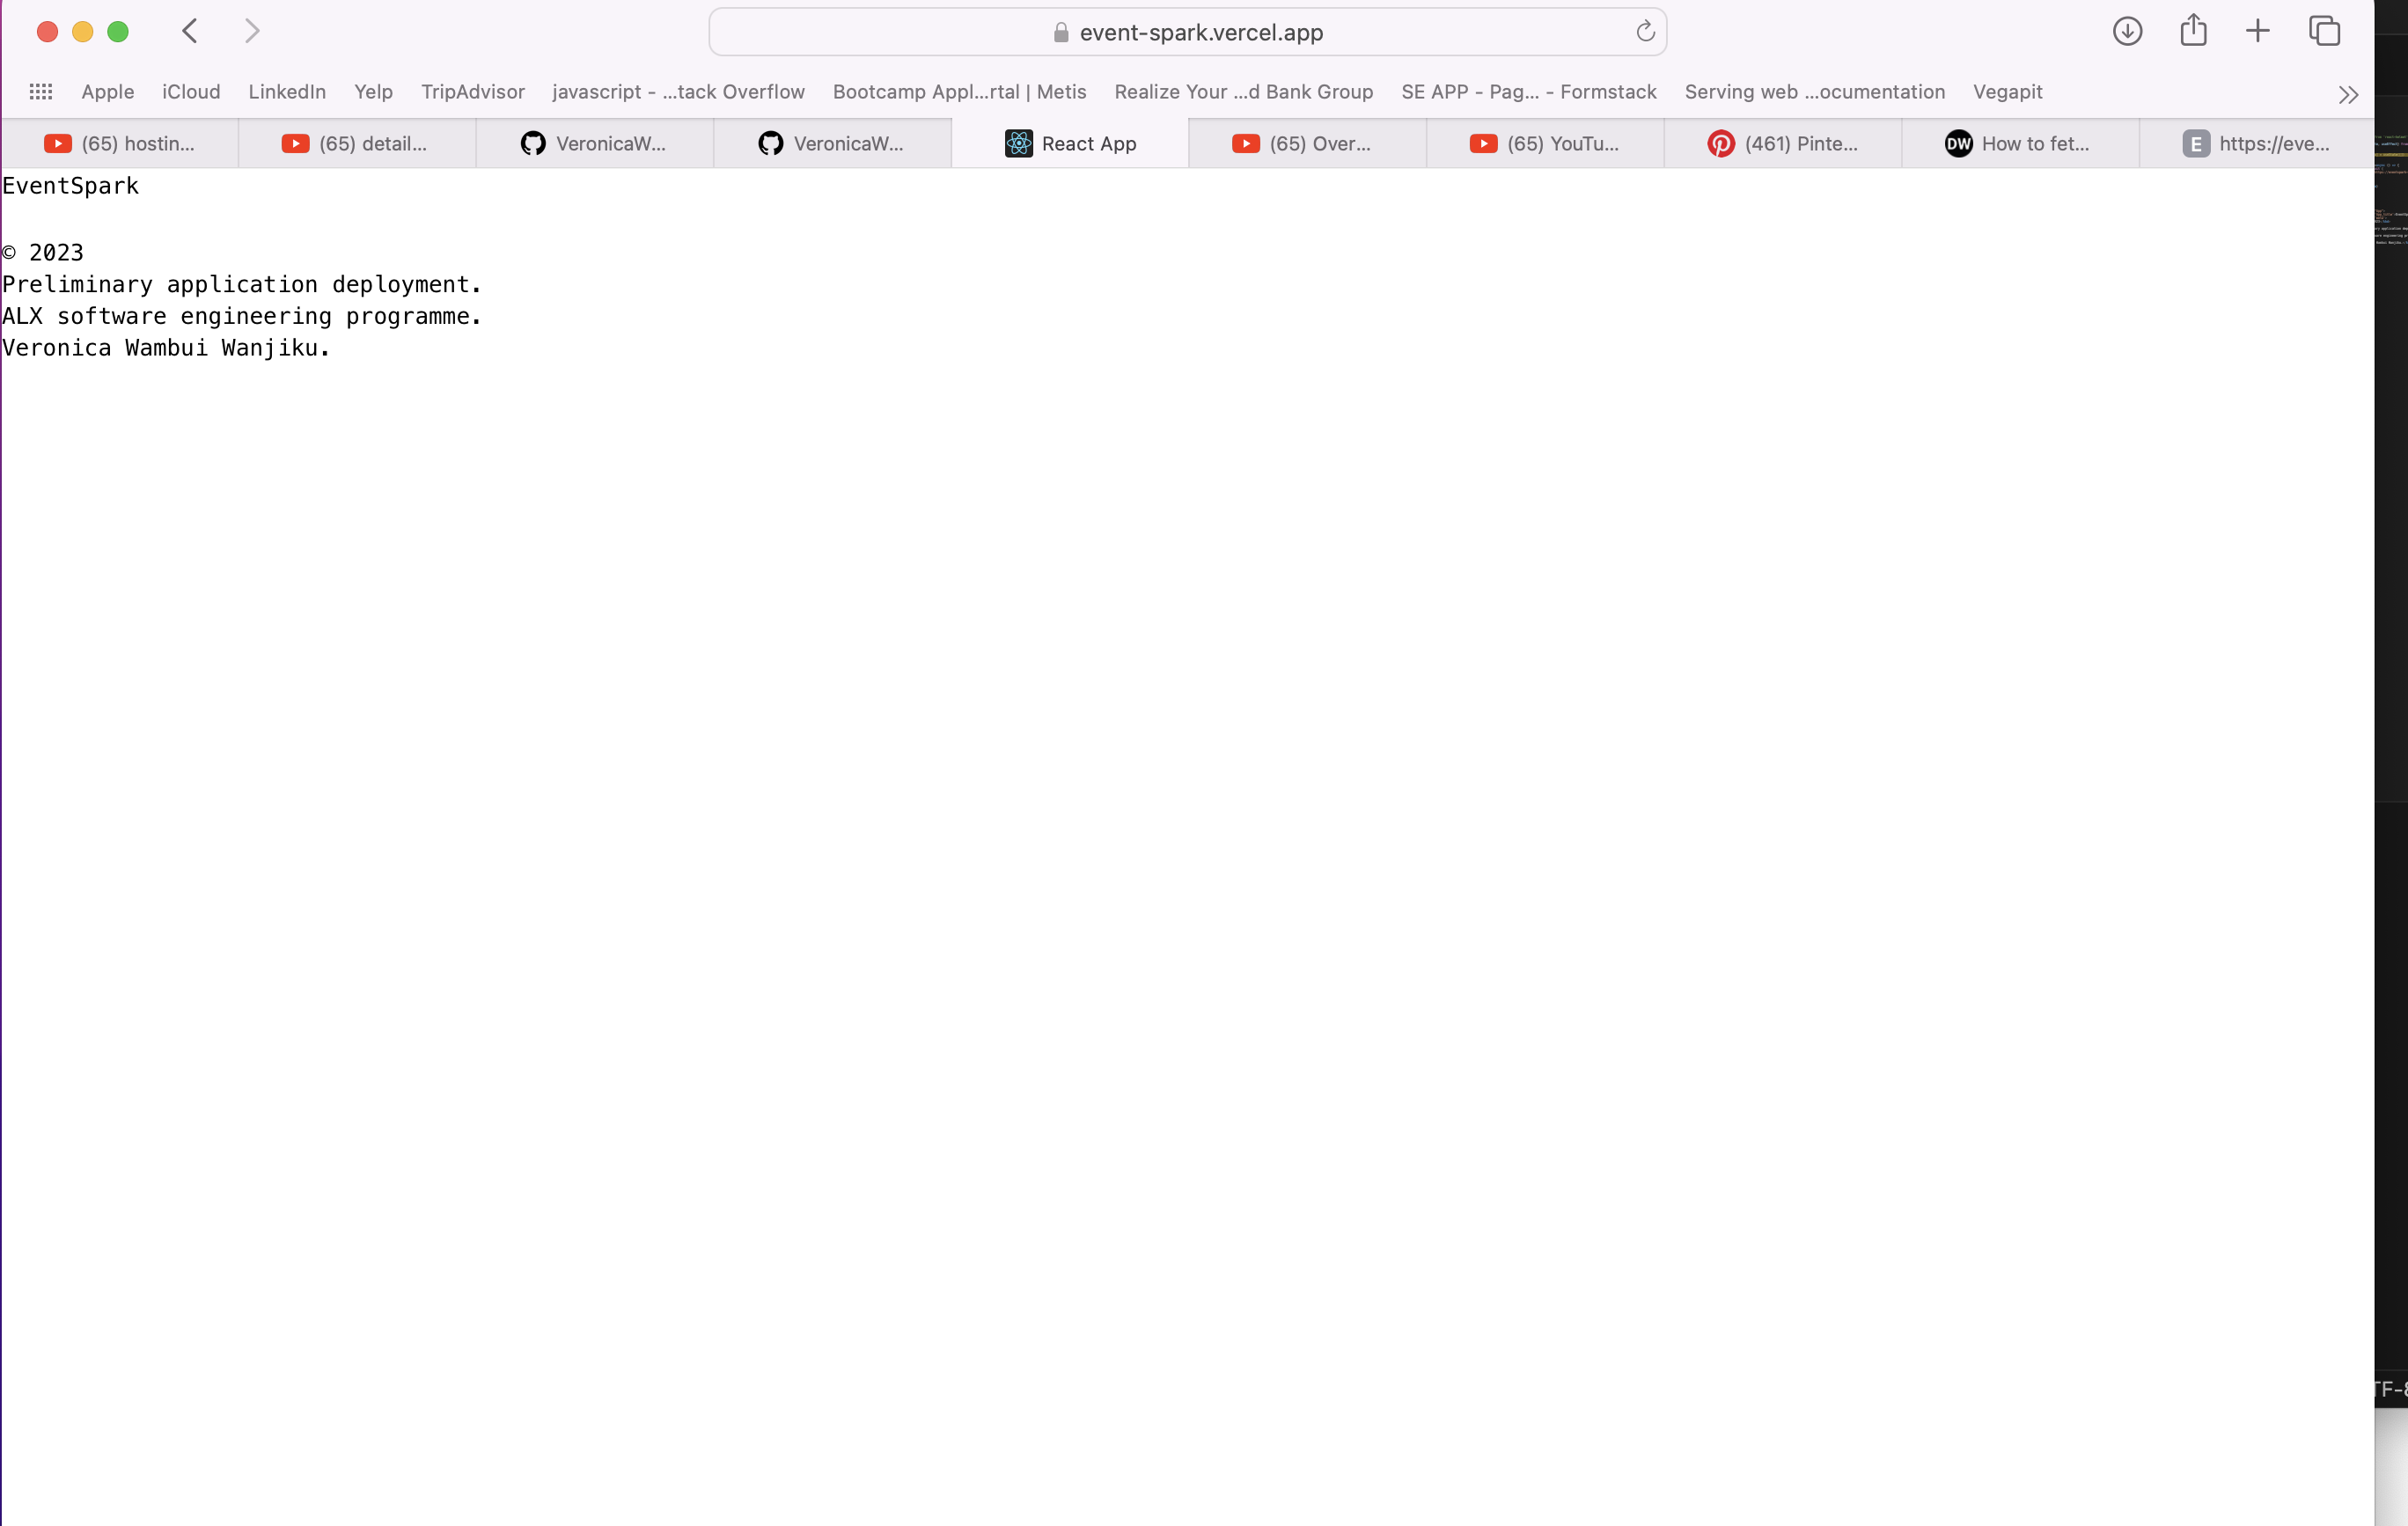 event-spark.vercel.app
Apple iCloud LinkedIn Yelp TripAdvisor javascript - ...tack Overflow Bootcamp Appl...rtal | Metis Realize Your ...d Bank Group SE APP - Pag... - Formstack Serving web ...ocumentation Vegapit
(65) hostin... (65) detail... VeronicaW... VeronicaW... React App (65) Over... (65) YouTu... (461) Pinte... DW How to fet... E https://eve...
EventSpark
© 2023
Preliminary application deployment.
ALX software engineering programme.
Veronica Wambui Wanjiku.
TF-8